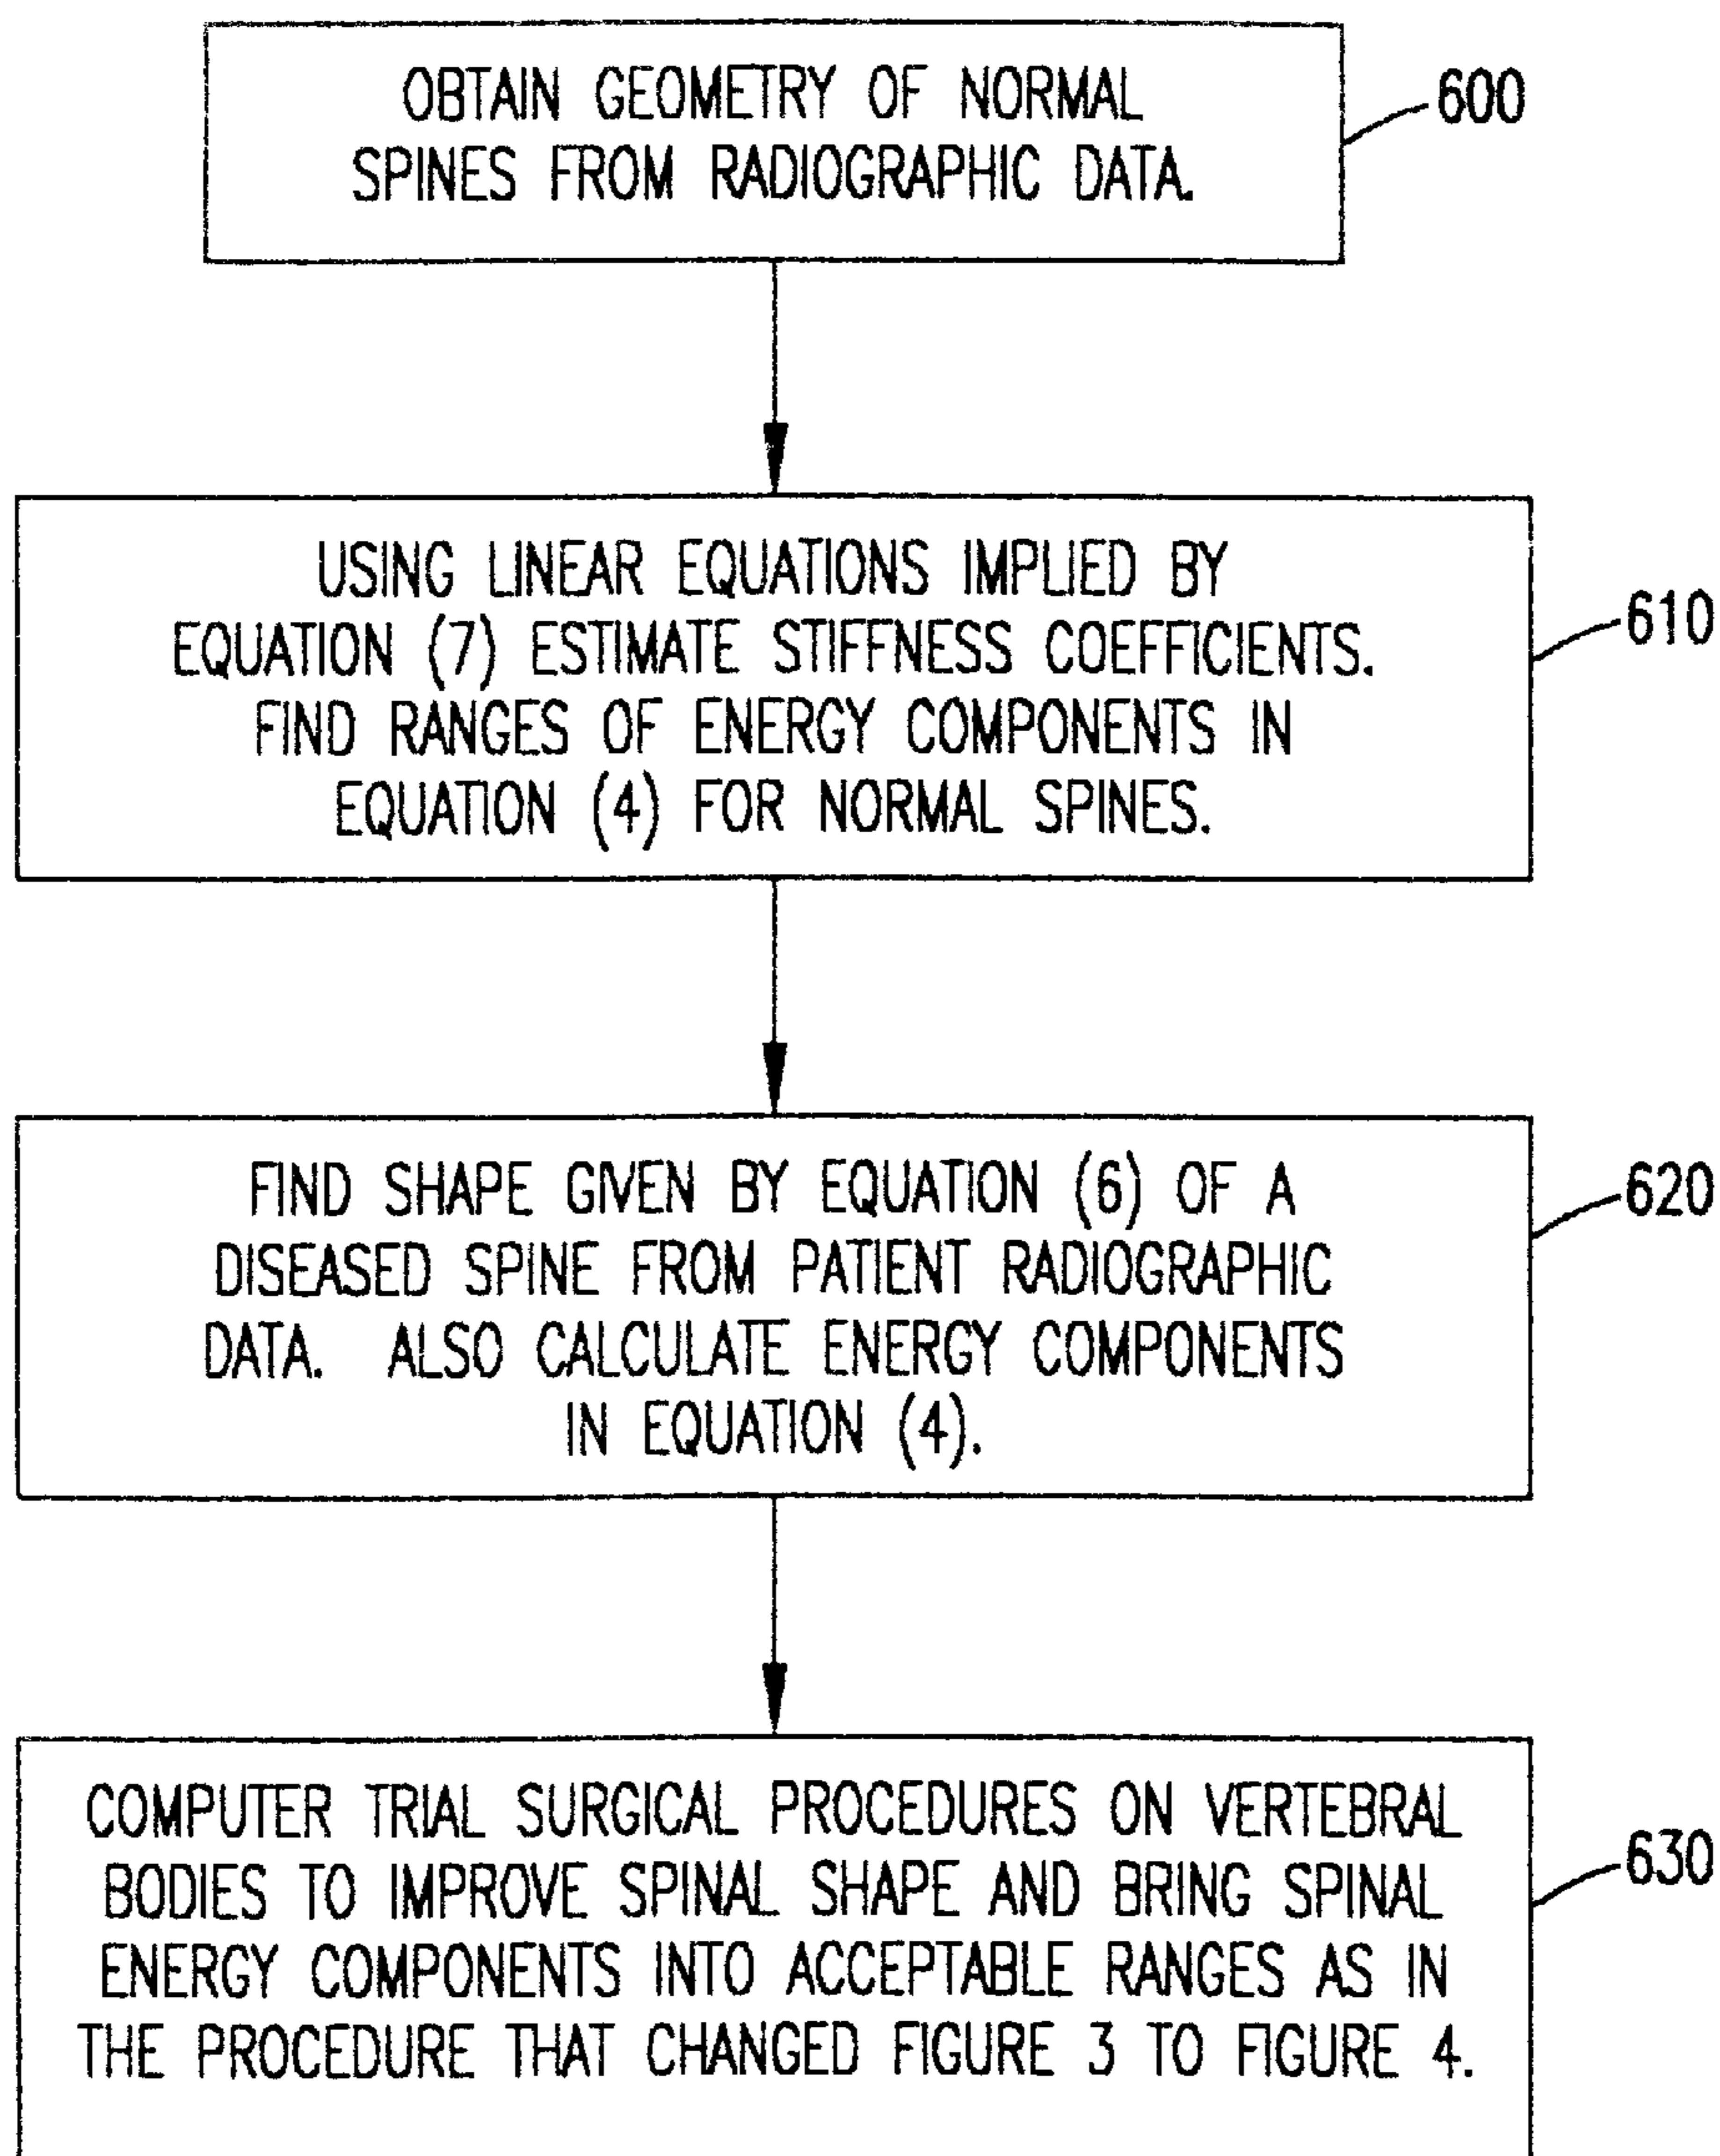 OBTAIN GEOMETRY OF NORMAL
SPINES FROM RADIOGRAPHIC DATA.
600
USING LINEAR EQUATIONS IMPLIED BY
EQUATION (7) ESTIMATE STIFFNESS COEFFICIENTS.
FIND RANGES OF ENERGY COMPONENTS IN
EQUATION (4) FOR NORMAL SPINES.
610
FIND SHAPE GIVEN BY EQUATION (6) OF A
DISEASED SPINE FROM PATIENT RADIOGRAPHIC
DATA. ALSO CALCULATE ENERGY COMPONENTS
IN EQUATION (4).
620
COMPUTER TRIAL SURGICAL PROCEDURES ON VERTEBRAL
BODIES TO IMPROVE SPINAL SHAPE AND BRING SPINAL
ENERGY COMPONENTS INTO ACCEPTABLE RANGES AS IN
THE PROCEDURE THAT CHANGED FIGURE 3 TO FIGURE 4.
630